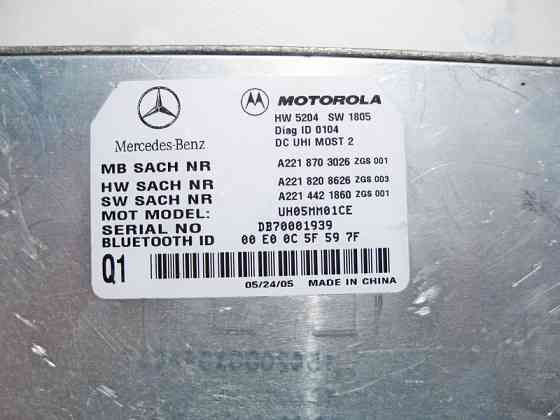 MOTOROLA
HW 5204 SW 1805
Diag ID 0104
DC UHI MOST 2
Mercedes-Benz
MB SACH NR A221 870 3026 ZGS 001
HW SACH NR A221 820 8626 ZGS 003
SW SACH NR A221 442 1860 ZGS 001
MOT MODEL: UH05MM01CE
SERIAL NO DB70001939
BLUETOOTH ID 00 E0 0C 5F 59 7F
Q1
05/24/05 MADE IN CHINA